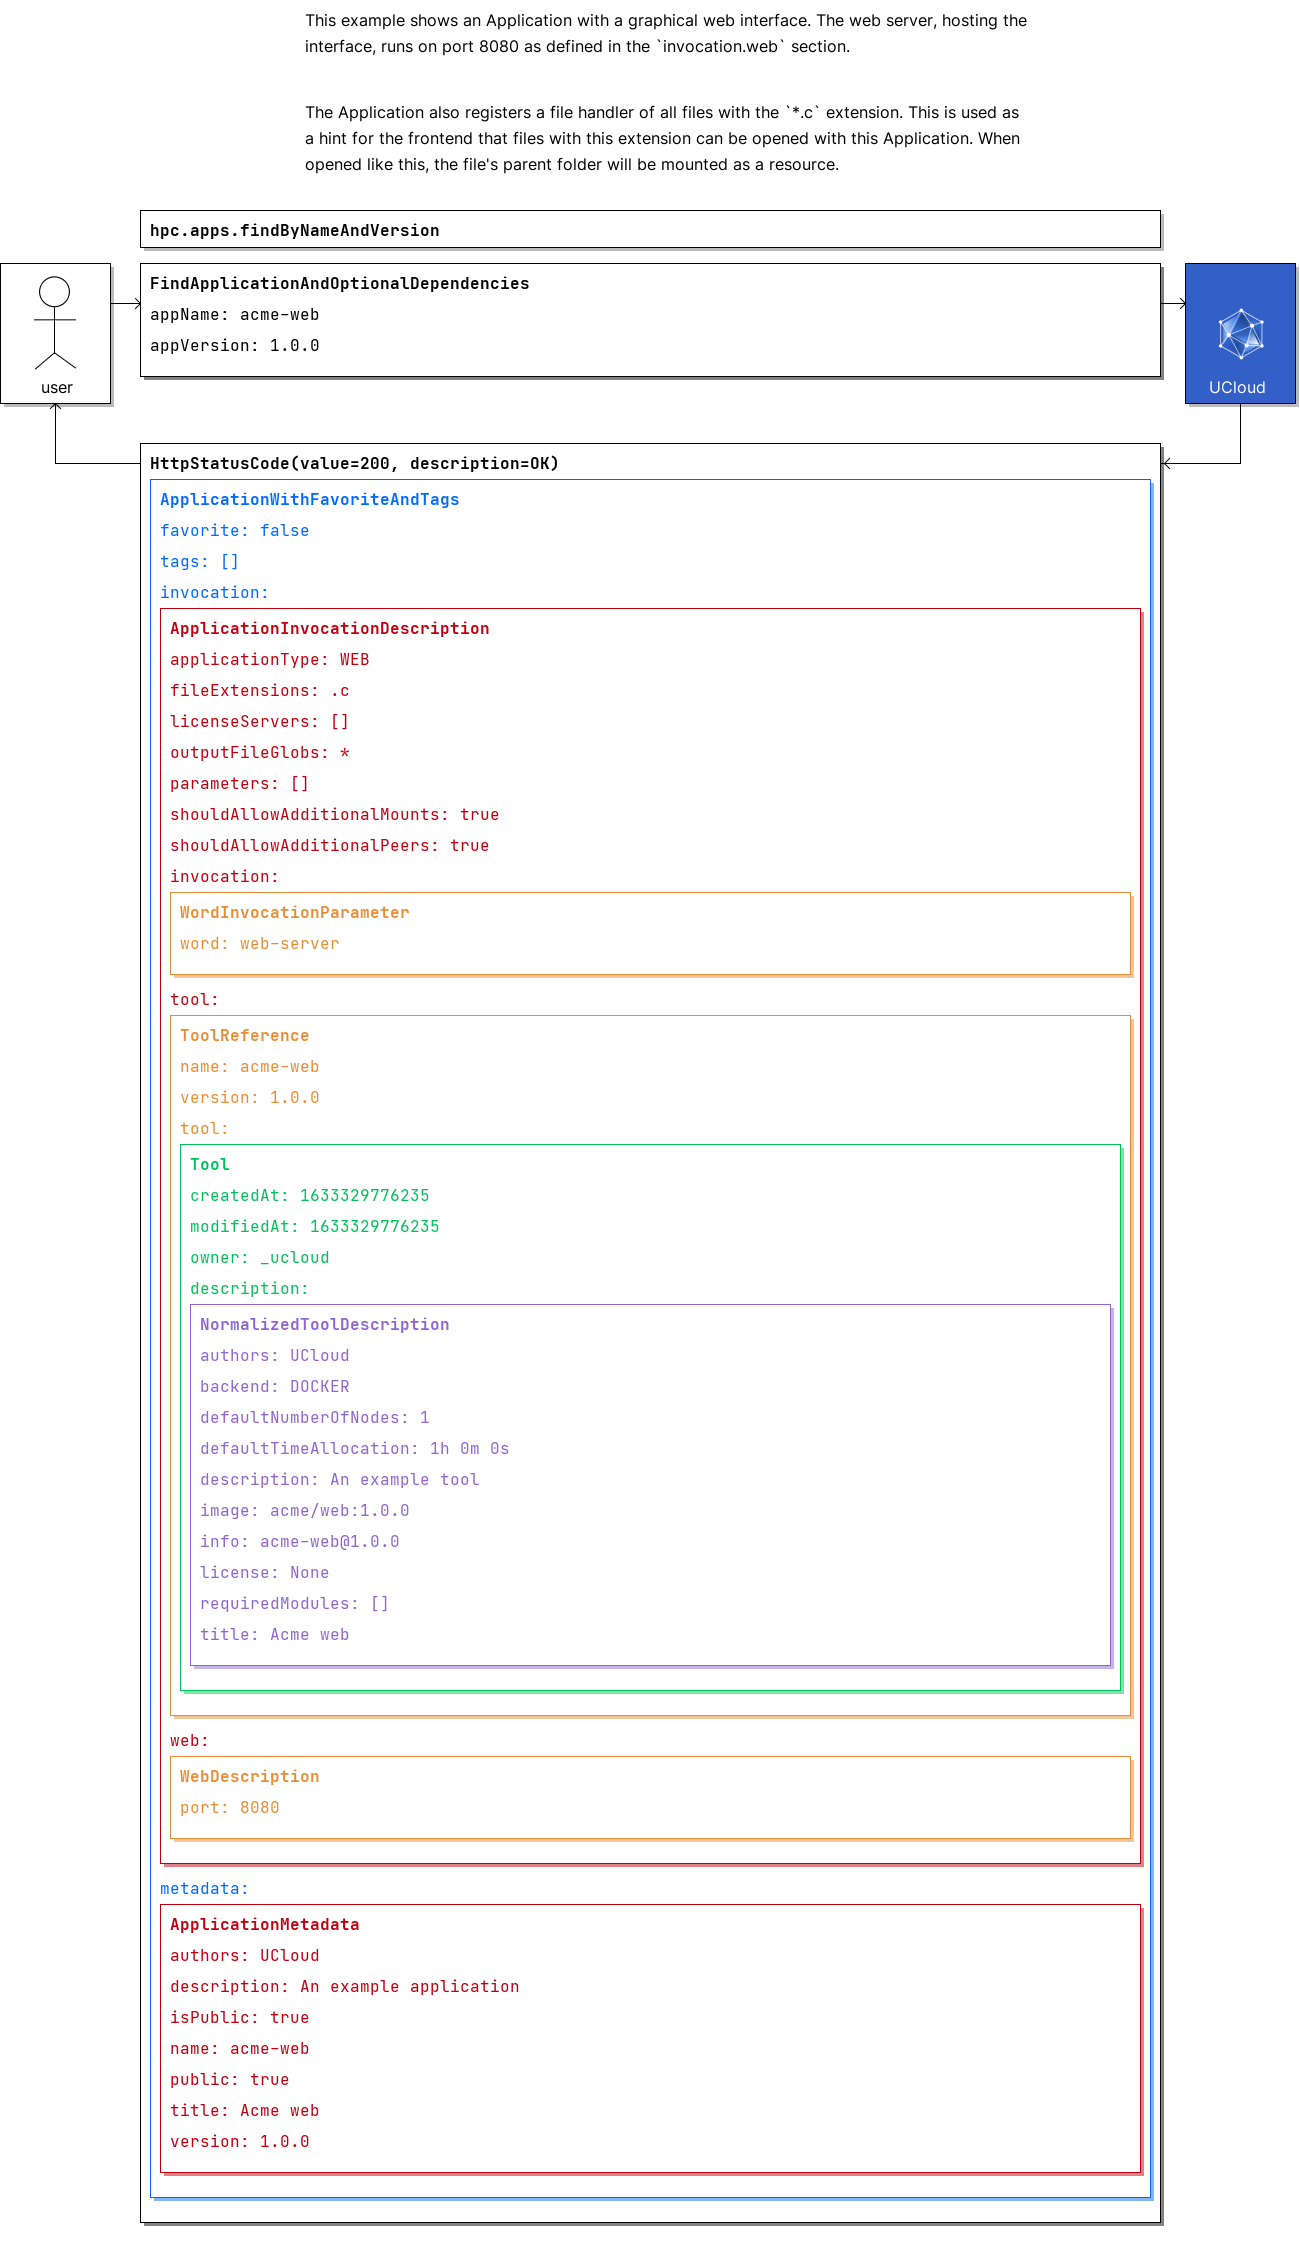 This example shows an Application with a graphical web interface. The web server, hosting the
interface, runs on port 8080 as defined in the `invocation.web` section.
The Application also registers a file handler of all files with the `*.c` extension. This is used as
a hint for the frontend that files with this extension can be opened with this Application. When
opened like this, the file's parent folder will be mounted as a resource.
hpc.apps.findByNameAndVersion
FindApplicationAndOptionalDependencies
appName: acme-web
appVersion: 1.0.0
user
UCloud
HttpStatusCode(value=200, description=OK)
ApplicationWithFavoriteAndTags
favorite: false
tags: []
invocation:
ApplicationInvocationDescription
applicationType: WEB
fileExtensions: .c
licenseServers: []
outputFileGlobs: *
parameters: []
shouldAllowAdditionalMounts: true
shouldAllowAdditionalPeers: true
invocation:
WordInvocationParameter
word: web-server
tool:
ToolReference
name: acme-web
version: 1.0.0
tool:
Tool
createdAt: 1633329776235
modifiedAt: 1633329776235
owner: _ucloud
description:
NormalizedToolDescription
authors: UCloud
backend: DOCKER
defaultNumberOfNodes: 1
defaultTimeAllocation: 1h 0m 0s
description: An example tool
image: acme/web:1.0.0
info: acme-web@1.0.0
license: None
requiredModules: []
title: Acme web
web:
WebDescription
port: 8080
metadata:
ApplicationMetadata
authors: UCloud
description: An example application
isPublic: true
name: acme-web
public: true
title: Acme web
version: 1.0.0